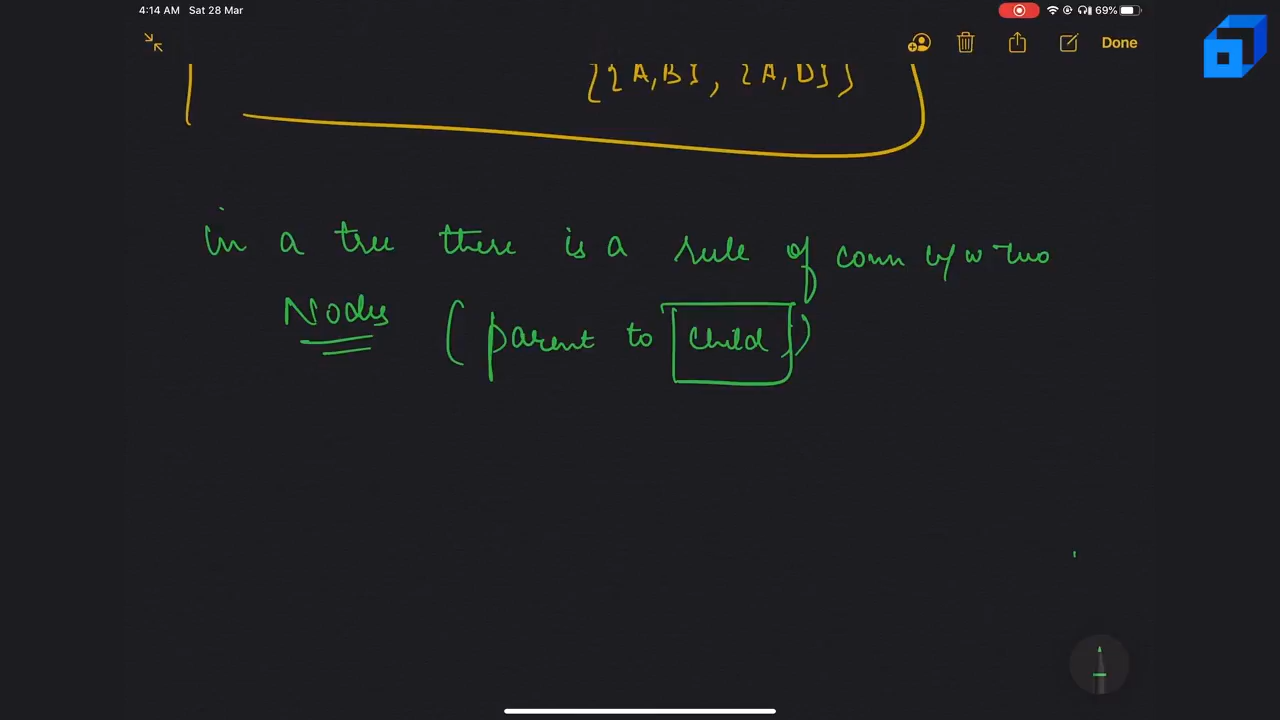 4:14 AM Sat 28 Mar
69%
Done
{{A,B}, {A,D}}
in a tree there is a rule of conn b/w two
Nodes (parent to child)